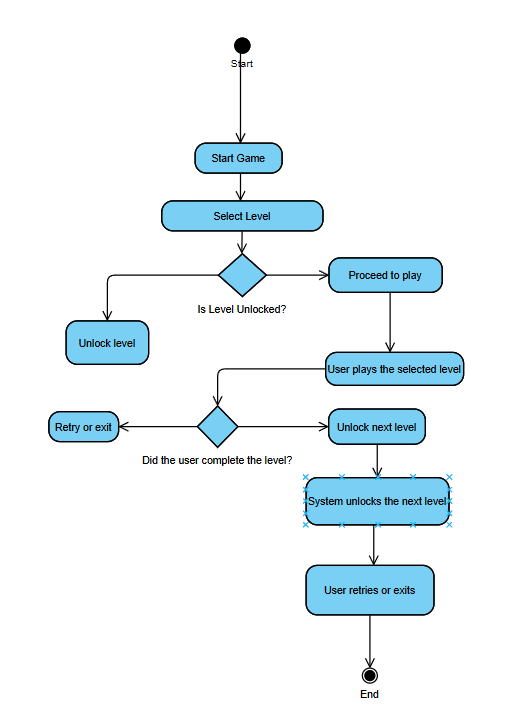 Start
Start Game
Select Level
Is Level Unlocked?
Proceed to play
Unlock level
User plays the selected level
Retry or exit
Unlock next level
Did the user complete the level?
System unlocks the next level
User retries or exits
End